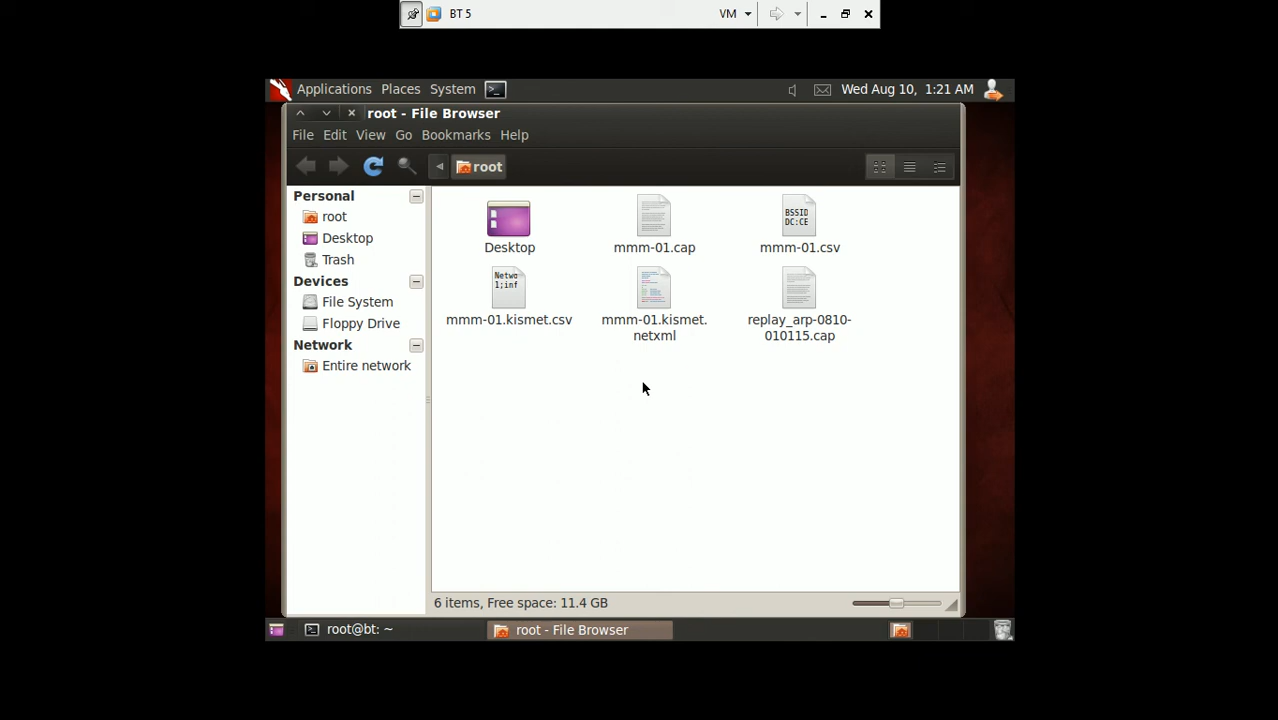 BT 5
VM
Applications Places System
Wed Aug 10, 1:21 AM
root - File Browser
File Edit View Go Bookmarks Help
root
Personal
root
Desktop
Trash
Devices
File System
Floppy Drive
Network
Entire network
Desktop
mmm-01.cap
BSSID
DC:CE
mmm-01.csv
Netwo
1;inf
mmm-01.kismet.csv
mmm-01.kismet.
netxml
replay_arp-0810-
010115.cap
6 items, Free space: 11.4 GB
root@bt: ~
root - File Browser